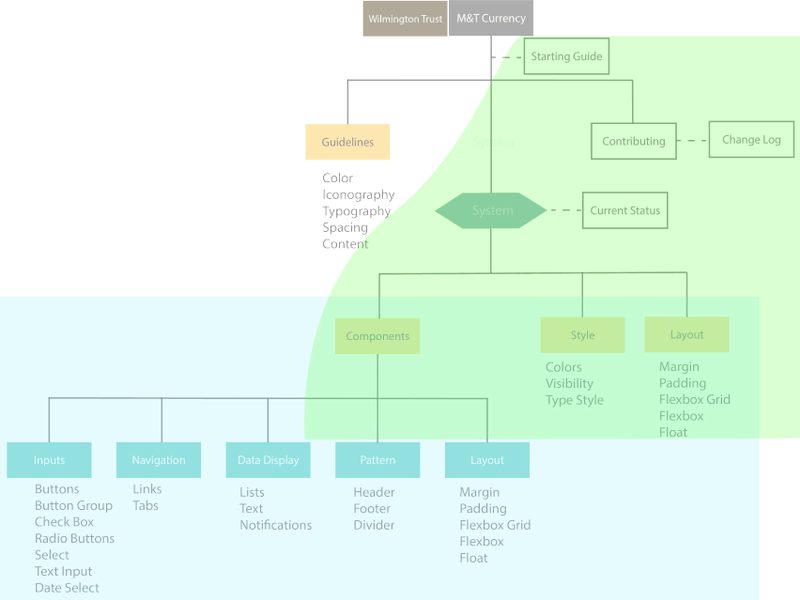 Wilmington Trust
M&T Currency
Starting Guide
Guidelines
Contributing
Change Log
Color
Iconography
Typography
Spacing
Content
System
Current Status
Components
Style
Layout
Colors
Visibility
Type Style
Margin
Padding
Flexbox Grid
Flexbox
Float
Inputs
Navigation
Data Display
Pattern
Layout
Buttons
Button Group
Check Box
Radio Buttons
Select
Text Input
Date Select
Links
Tabs
Lists
Text
Notifications
Header
Footer
Divider
Margin
Padding
Flexbox Grid
Flexbox
Float